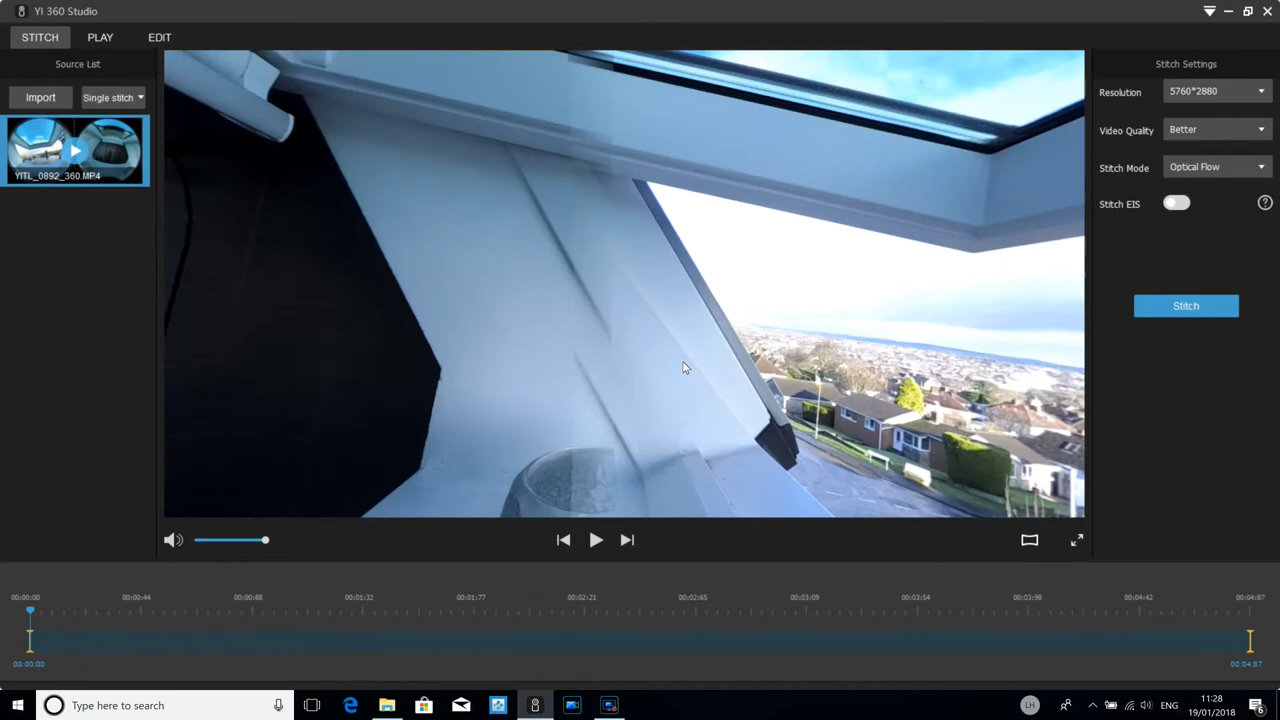 YI 360 Studio
STITCH PLAY EDIT
Source List
Import Single stitch
YITL_0892_360.MP4
Stitch Settings
Resolution 5760*2880
Video Quality Better
Stitch Mode Optical Flow
Stitch EIS ?
Stitch
00:00:00 00:00:44 00:00:88 00:01:32 00:01:77 00:02:21 00:02:65 00:03:09 00:03:54 00:03:98 00:04:42 00:04:87
00:00:00 00:04:87
Type here to search
LH ENG 11:28
19/01/2018 6